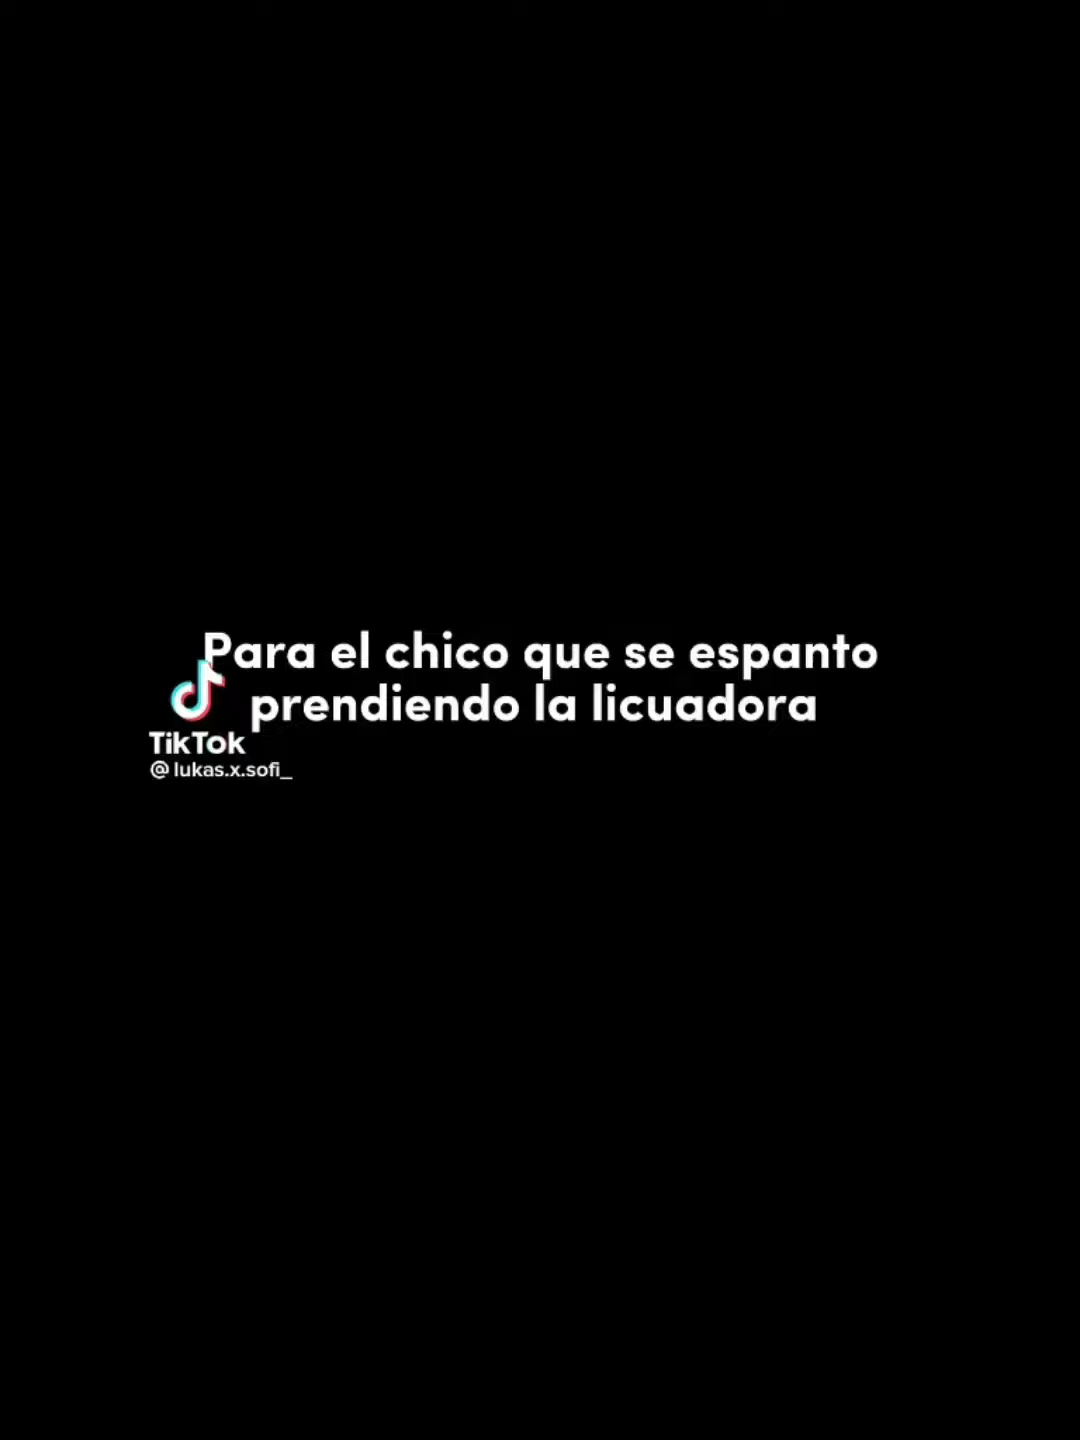 Para el chico que se espanto
prendiendo la licuadora
TikTok
@lukas.x.sofi_